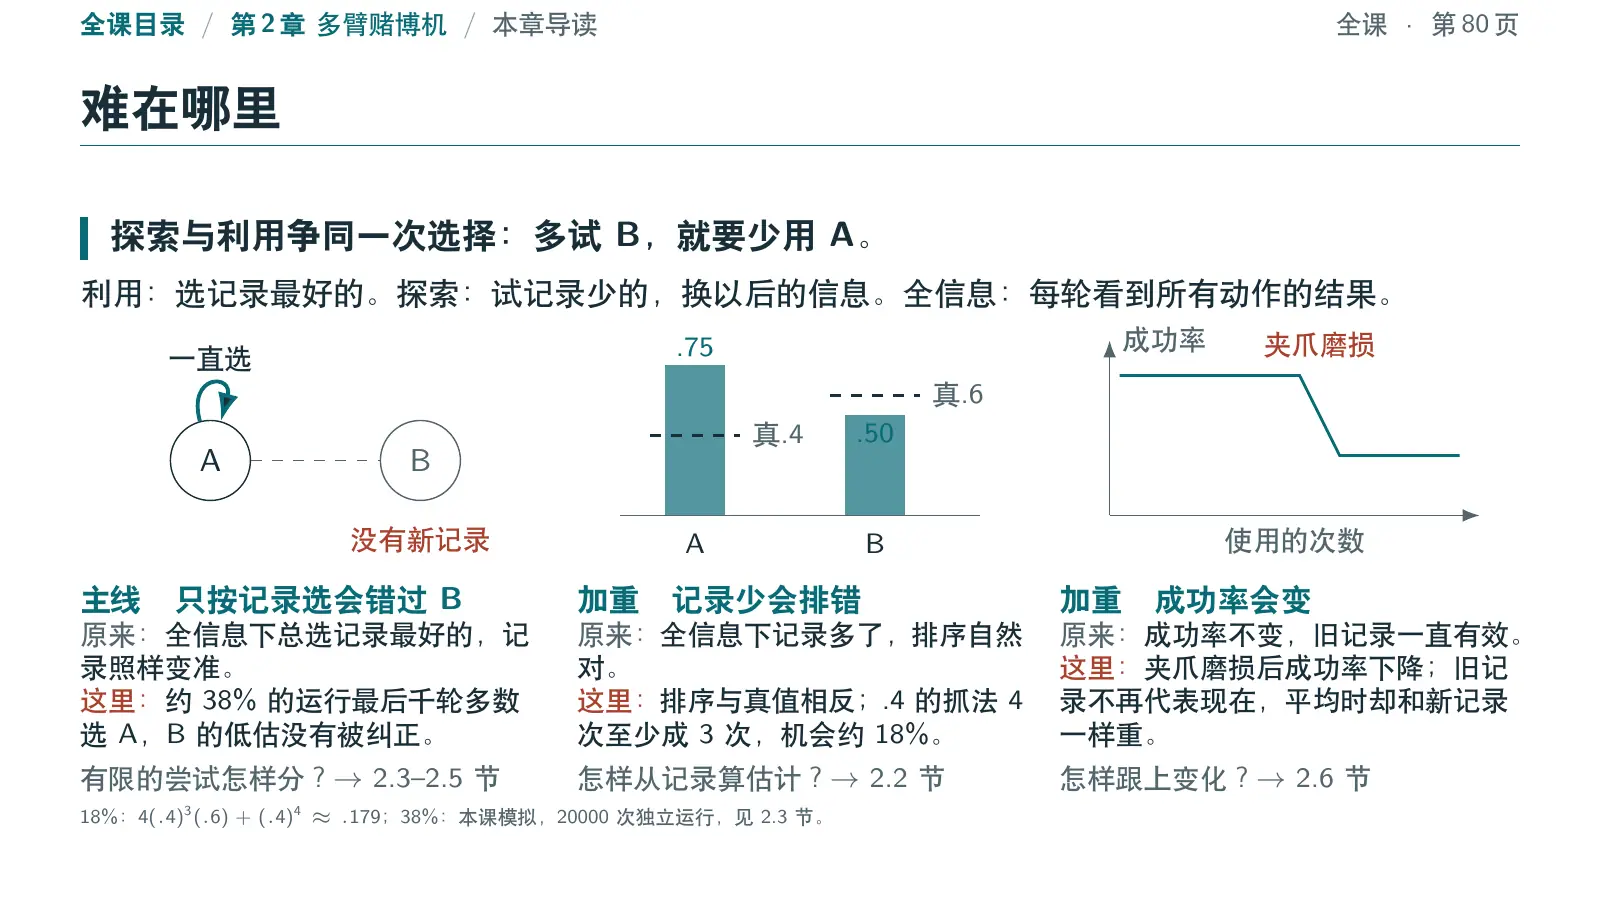 全课目录 / 第 2 章 多臂赌博机 / 本章导读
全课 · 第 80 页
难在哪里
探索与利用争同一次选择：多试 B，就要少用 A。
利用：选记录最好的。探索：试记录少的，换以后的信息。全信息：每轮看到所有动作的结果。
一直选
A
B
没有新记录
.75
真.4
真.6
.50
A
B
成功率
夹爪磨损
使用的次数
主线 只按记录选会错过 B
原来：全信息下总选记录最好的，记
录照样变准。
这里：约 38% 的运行最后千轮多数
选 A，B 的低估没有被纠正。
有限的尝试怎样分？→ 2.3–2.5 节
加重 记录少会排错
原来：全信息下记录多了，排序自然
对。
这里：排序与真值相反；.4 的抓法 4
次至少成 3 次，机会约 18%。
怎样从记录算估计？→ 2.2 节
加重 成功率会变
原来：成功率不变，旧记录一直有效。
这里：夹爪磨损后成功率下降；旧记
录不再代表现在，平均时却和新记录
一样重。
怎样跟上变化？→ 2.6 节
18%：4(.4)³(.6) + (.4)⁴ ≈ .179；38%：本课模拟，20000 次独立运行，见 2.3 节。